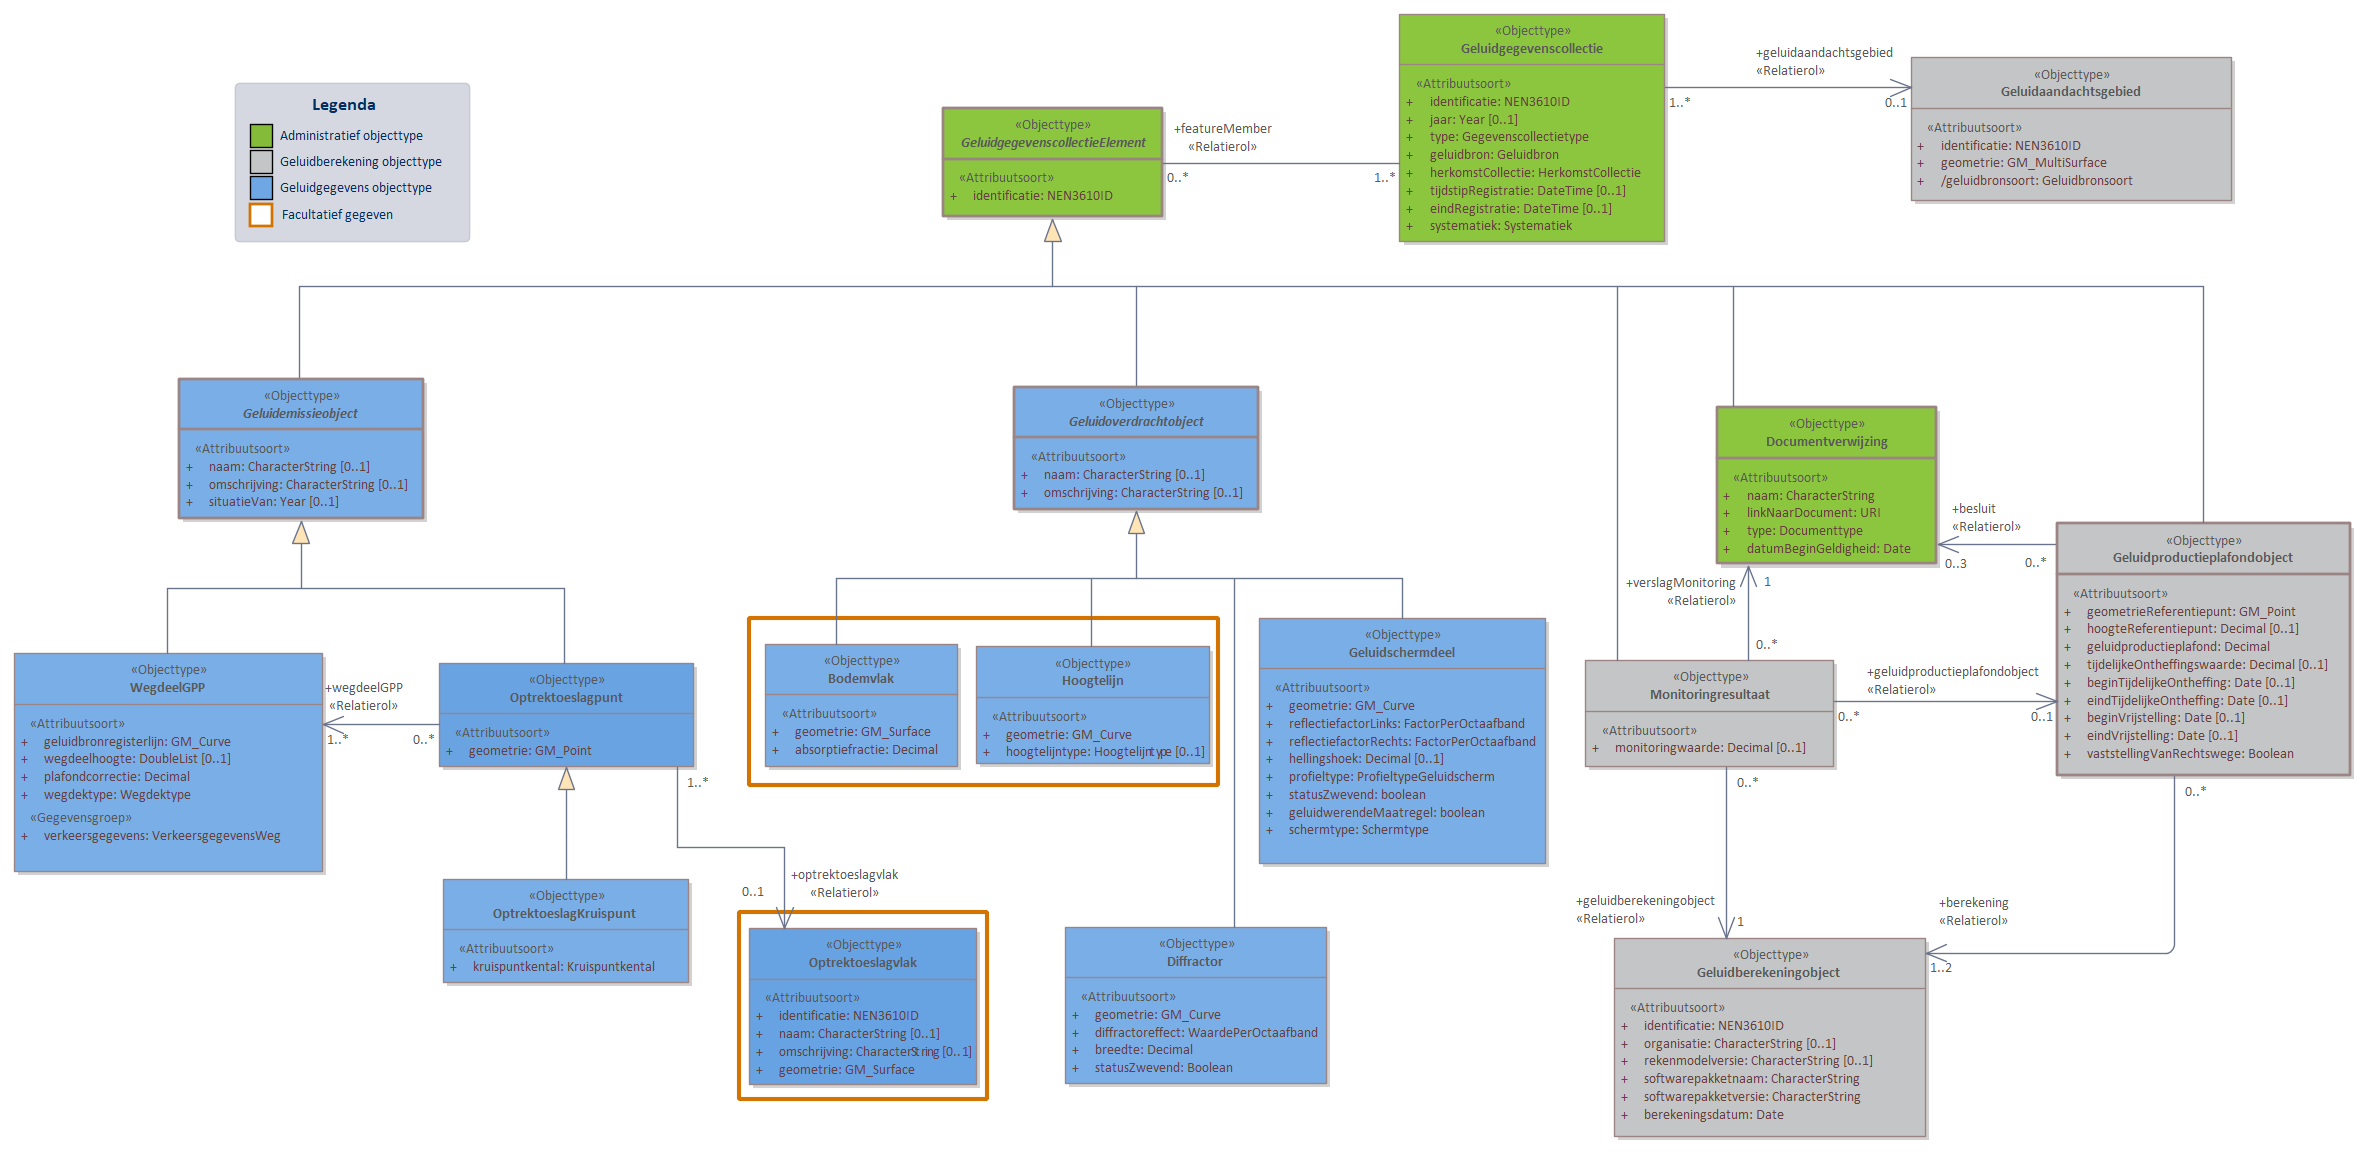 Legenda
Administratief objecttype
Geluidberekening objecttype
Geluidgegevens objecttype
Facultatief gegeven
«Objecttype»
GeluidgegevenscollectieElement
«Attribuutsoort»
+ identificatie: NEN3610ID
+featureMember
«Relatierol»
0..*
1..*
«Objecttype»
Geluidgegevenscollectie
«Attribuutsoort»
+ identificatie: NEN3610ID
+ jaar: Year [0..1]
+ type: Gegevenscollectietype
+ geluidbron: Geluidbron
+ herkomstCollectie: HerkomstCollectie
+ tijdstipRegistratie: DateTime [0..1]
+ eindRegistratie: DateTime [0..1]
+ systematiek: Systematiek
+geluidaandachtsgebied
«Relatierol»
1..*
0..1
«Objecttype»
Geluidaandachtsgebied
«Attribuutsoort»
+ identificatie: NEN3610ID
+ geometrie: GM_MultiSurface
+ /geluidbronsoort: Geluidbronsoort
«Objecttype»
Geluidemissieobject
«Attribuutsoort»
+ naam: CharacterString [0..1]
+ omschrijving: CharacterString [0..1]
+ situatieVan: Year [0..1]
«Objecttype»
Geluidoverdrachtobject
«Attribuutsoort»
+ naam: CharacterString [0..1]
+ omschrijving: CharacterString [0..1]
«Objecttype»
Documentverwijzing
«Attribuutsoort»
+ naam: CharacterString
+ linkNaarDocument: URI
+ type: Documenttype
+ datumBeginGeldigheid: Date
+besluit
«Relatierol»
0..3
0..*
«Objecttype»
Geluidproductieplafondobject
«Attribuutsoort»
+ geometrieReferentiepunt: GM_Point
+ hoogteReferentiepunt: Decimal [0..1]
+ geluidproductieplafond: Decimal
+ tijdelijkeOntheffingswaarde: Decimal [0..1]
+ beginTijdelijkeOntheffing: Date [0..1]
+ eindTijdelijkeOntheffing: Date [0..1]
+ beginVrijstelling: Date [0..1]
+ eindVrijstelling: Date [0..1]
+ vaststellingVanRechtswege: Boolean
+verslagMonitoring
«Relatierol»
1
0..*
«Objecttype»
WegdeelGPP
«Attribuutsoort»
+ geluidbronregisterlijn: GM_Curve
+ wegdeelhoogte: DoubleList [0..1]
+ plafondcorrectie: Decimal
+ wegdektype: Wegdektype
«Gegevensgroep»
+ verkeersgegevens: VerkeersgegevensWeg
+wegdeelGPP
«Relatierol»
1..*
0..*
«Objecttype»
Optrektoeslagpunt
«Attribuutsoort»
+ geometrie: GM_Point
1..*
«Objecttype»
Bodemvlak
«Attribuutsoort»
+ geometrie: GM_Surface
+ absorptiefractie: Decimal
«Objecttype»
Hoogtelijn
«Attribuutsoort»
+ geometrie: GM_Curve
+ hoogtelijntype: Hoogtelijntype [0..1]
«Objecttype»
Geluidschermdeel
«Attribuutsoort»
+ geometrie: GM_Curve
+ reflectiefactorLinks: FactorPerOctaafband
+ reflectiefactorRechts: FactorPerOctaafband
+ hellingshoek: Decimal [0..1]
+ profieltype: ProfieltypeGeluidscherm
+ statusZwevend: boolean
+ geluidwerendeMaatregel: boolean
+ schermtype: Schermtype
«Objecttype»
Monitoringresultaat
«Attribuutsoort»
+ monitoringwaarde: Decimal [0..1]
+geluidproductieplafondobject
«Relatierol»
0..*
0..1
0..*
0..*
«Objecttype»
OptrektoeslagKruispunt
«Attribuutsoort»
+ kruispuntkental: Kruispuntkental
+optrektoeslagvlak
«Relatierol»
0..1
«Objecttype»
Optrektoeslagvlak
«Attribuutsoort»
+ identificatie: NEN3610ID
+ naam: CharacterString [0..1]
+ omschrijving: CharacterString [0..1]
+ geometrie: GM_Surface
«Objecttype»
Diffractor
«Attribuutsoort»
+ geometrie: GM_Curve
+ diffractoreffect: WaardePerOctaafband
+ breedte: Decimal
+ statusZwevend: Boolean
+geluidberekeningobject
«Relatierol»
1
+berekening
«Relatierol»
1..2
«Objecttype»
Geluidberekeningobject
«Attribuutsoort»
+ identificatie: NEN3610ID
+ organisatie: CharacterString [0..1]
+ rekenmodelversie: CharacterString [0..1]
+ softwarepakketnaam: CharacterString
+ softwarepakketversie: CharacterString
+ berekeningsdatum: Date